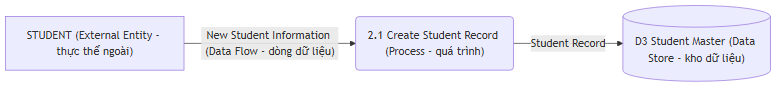 STUDENT (External Entity -
thực thể ngoài)
New Student Information
(Data Flow - dòng dữ liệu)
2.1 Create Student Record
(Process - quá trình)
Student Record
D3 Student Master (Data
Store - kho dữ liệu)